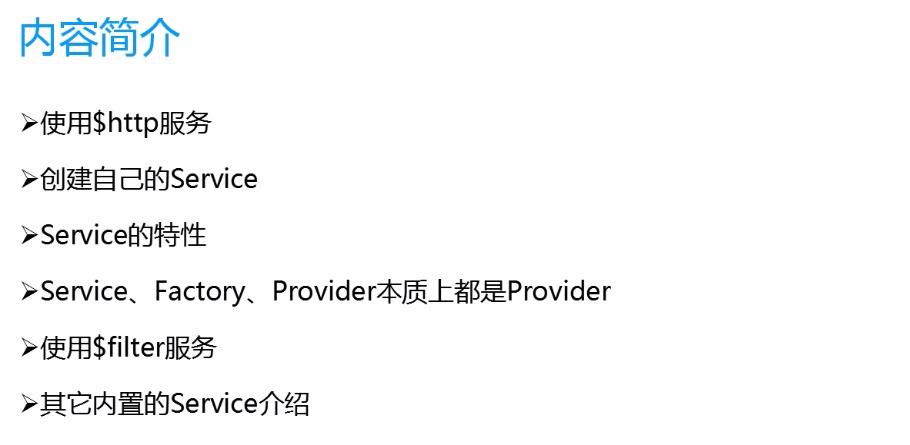 内容简介
➢使用$http服务
➢创建自己的Service
➢Service的特性
➢Service、Factory、Provider本质上都是Provider
➢使用$filter服务
➢其它内置的Service介绍